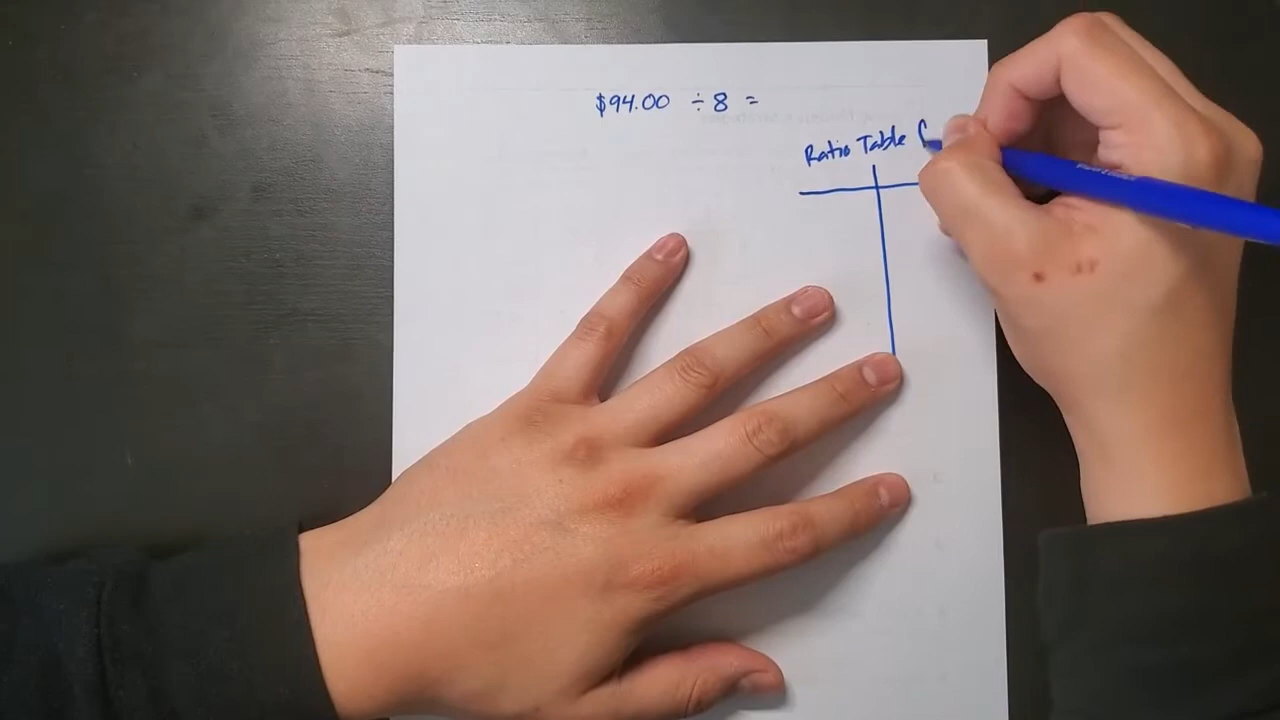 $94.00 ÷ 8 =
Ratio Table f